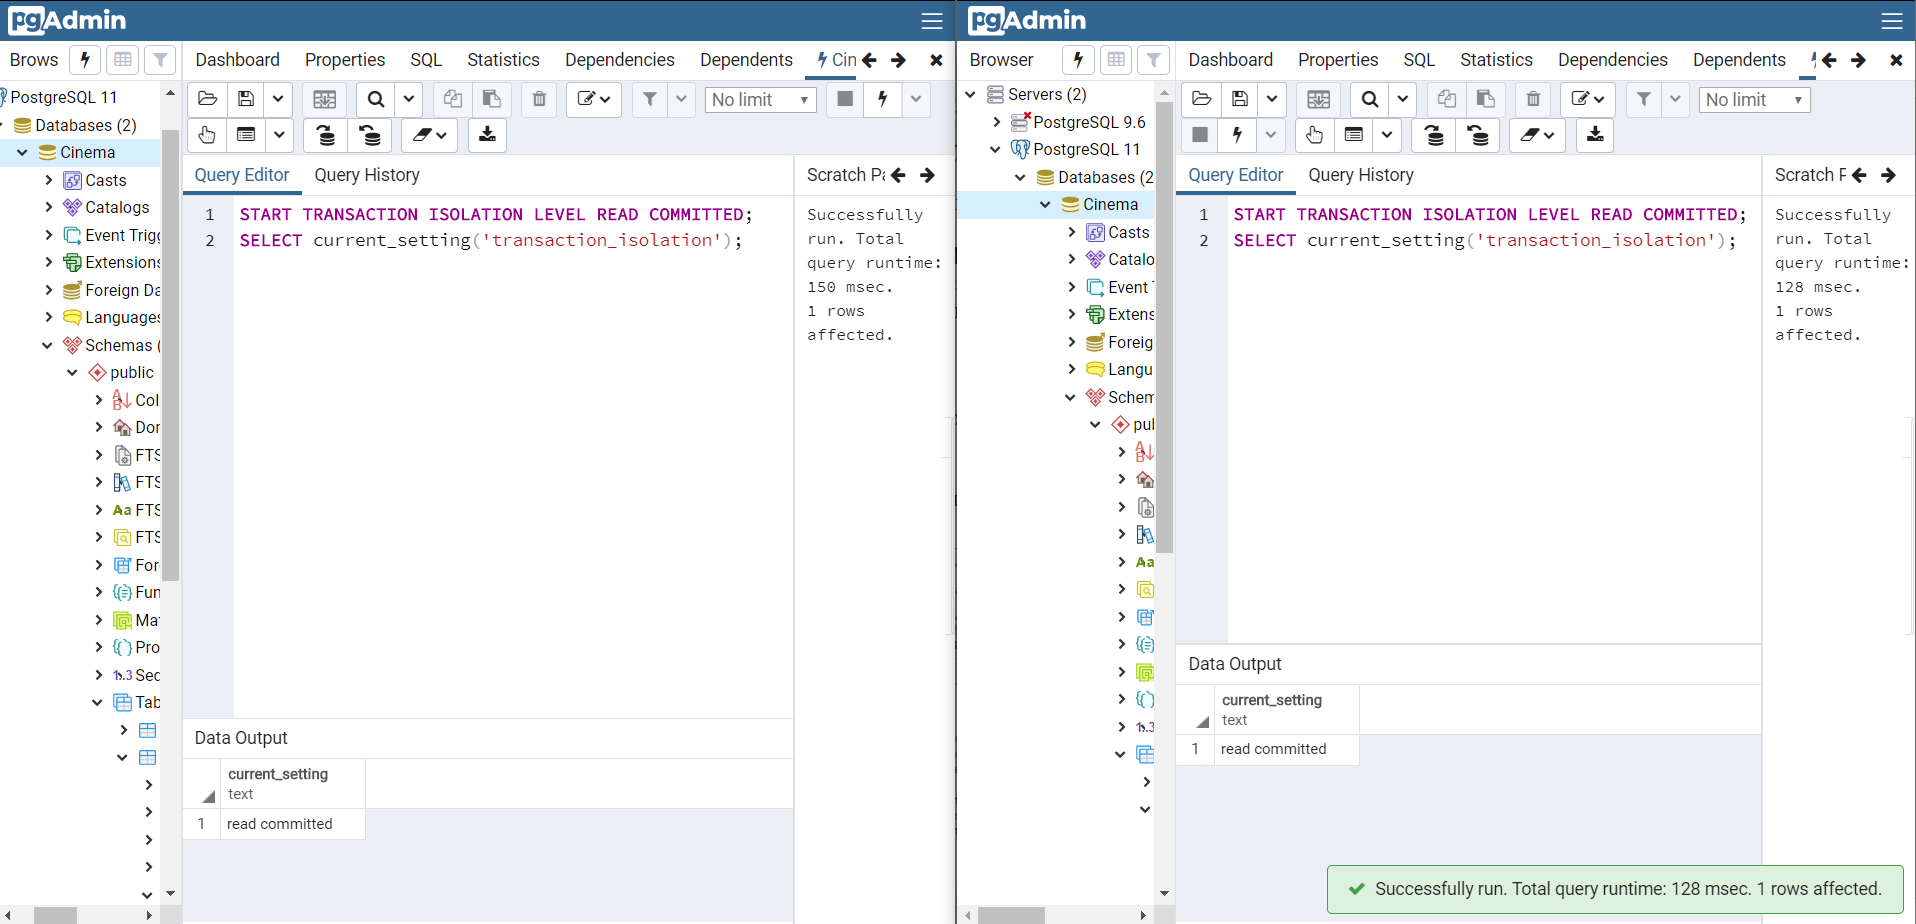 pgAdmin
Brows
Dashboard Properties SQL Statistics Dependencies Dependents Cin
PostgreSQL 11
Databases (2)
Cinema
Casts
Catalogs
Event Trigg
Extensions
Foreign Da
Languages
Schemas (
public
Col
Dor
FTS
FTS
Aa FTS
FTS
For
Fun
Mat
Pro
1..3 Sec
Tab
No limit
Query Editor Query History
Scratch Pa
1 START TRANSACTION ISOLATION LEVEL READ COMMITTED;
2 SELECT current_setting('transaction_isolation');
Successfully
run. Total
query runtime:
150 msec.
1 rows
affected.
Data Output
current_setting
text
1 read committed
pgAdmin
Browser
Dashboard Properties SQL Statistics Dependencies Dependents
Servers (2)
PostgreSQL 9.6
PostgreSQL 11
Databases (2
Cinema
Casts
Catalo
Event T
Extens
Foreig
Langu
Schem
pul
Aa
1..3
No limit
Query Editor Query History
Scratch F
1 START TRANSACTION ISOLATION LEVEL READ COMMITTED;
2 SELECT current_setting('transaction_isolation');
Successfully
run. Total
query runtime:
128 msec.
1 rows
affected.
Data Output
current_setting
text
1 read committed
Successfully run. Total query runtime: 128 msec. 1 rows affected.